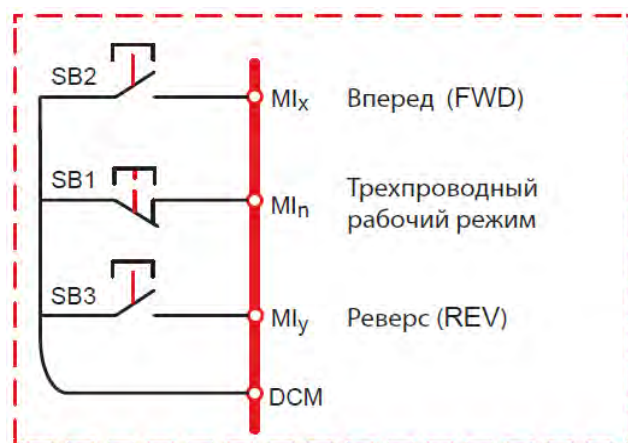 SB2
MIx Вперед (FWD)
SB1
MIn Трехпроводный
рабочий режим
SB3
MIy Реверс (REV)
DCM